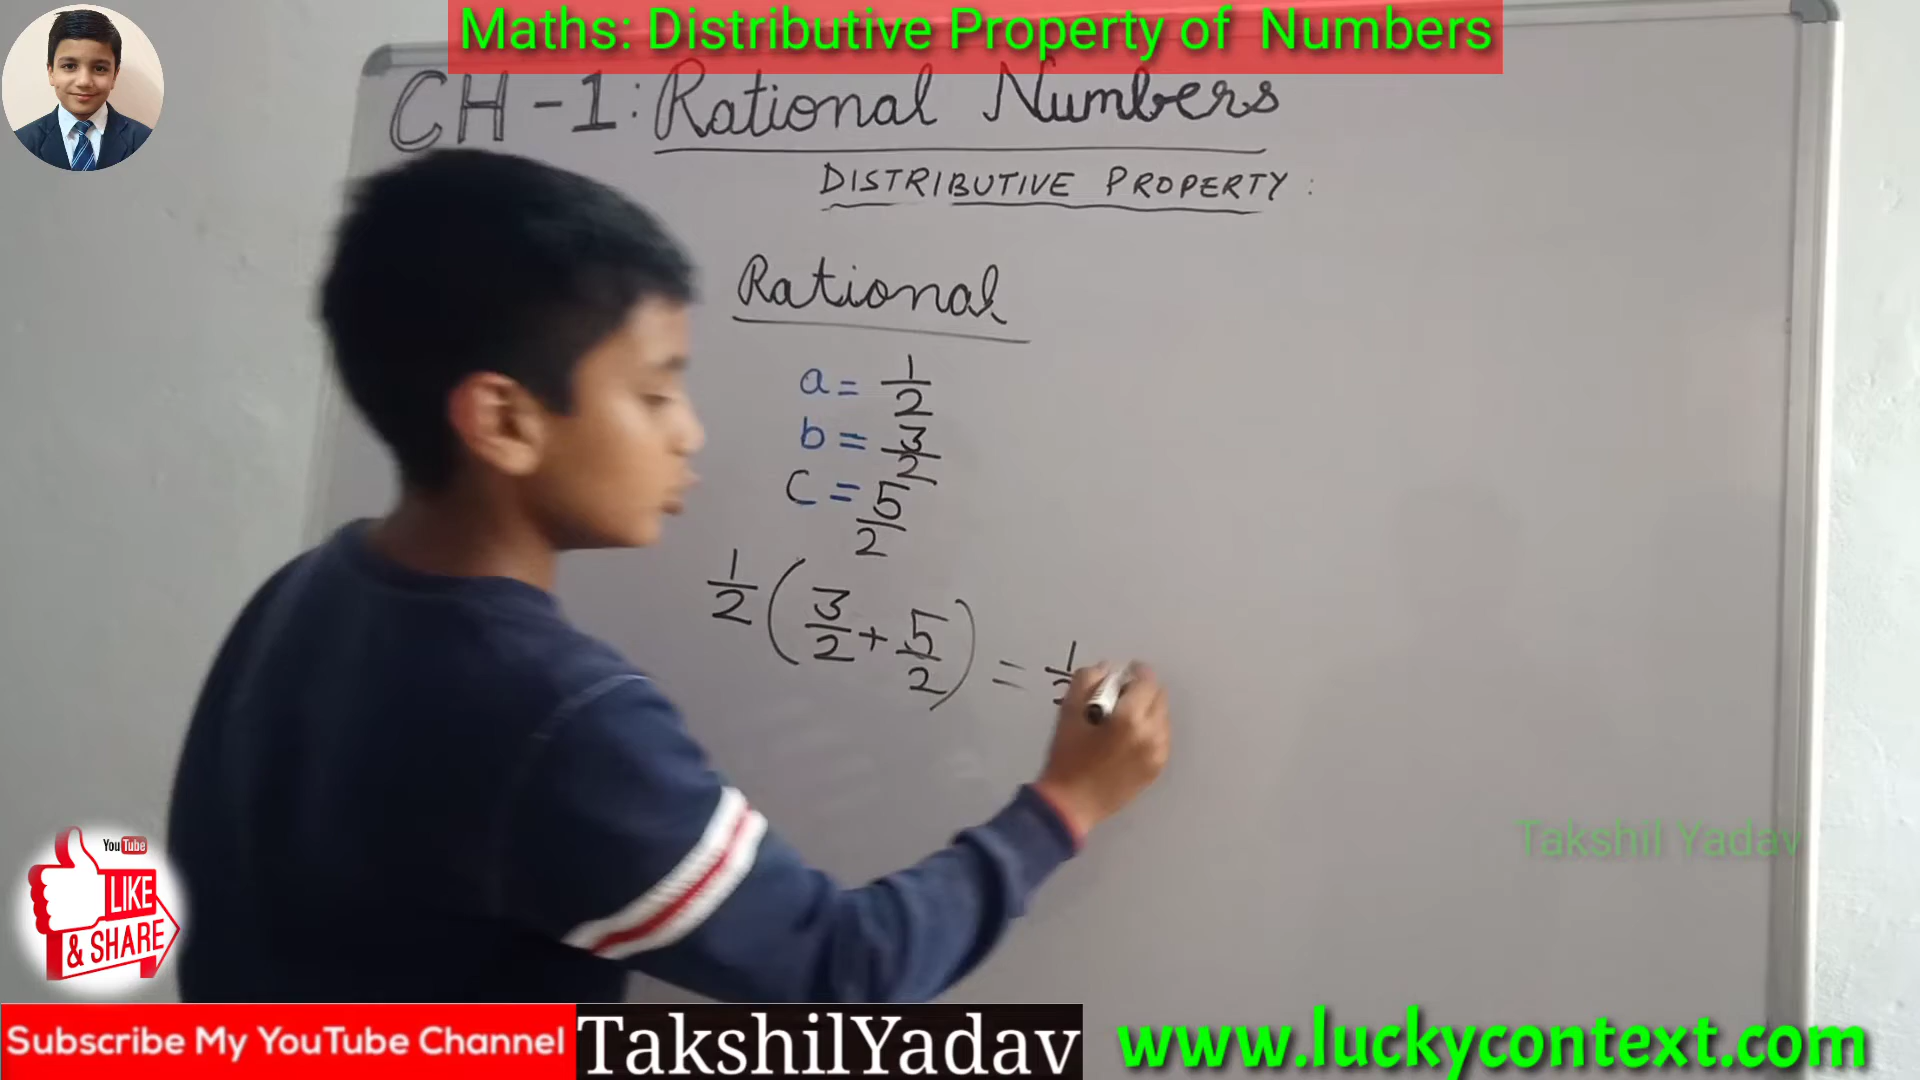 Maths: Distributive Property of Numbers
CH-1: Rational Numbers
DISTRIBUTIVE PROPERTY:
Rational
a = 1/2
b = 3/2
c = 5/2
1/2 (3/2 + 5/2) = 1/2
Takshil Yadav
YouTube
LIKE
& SHARE
Subscribe My YouTube Channel
TakshilYadav
www.luckycontext.com